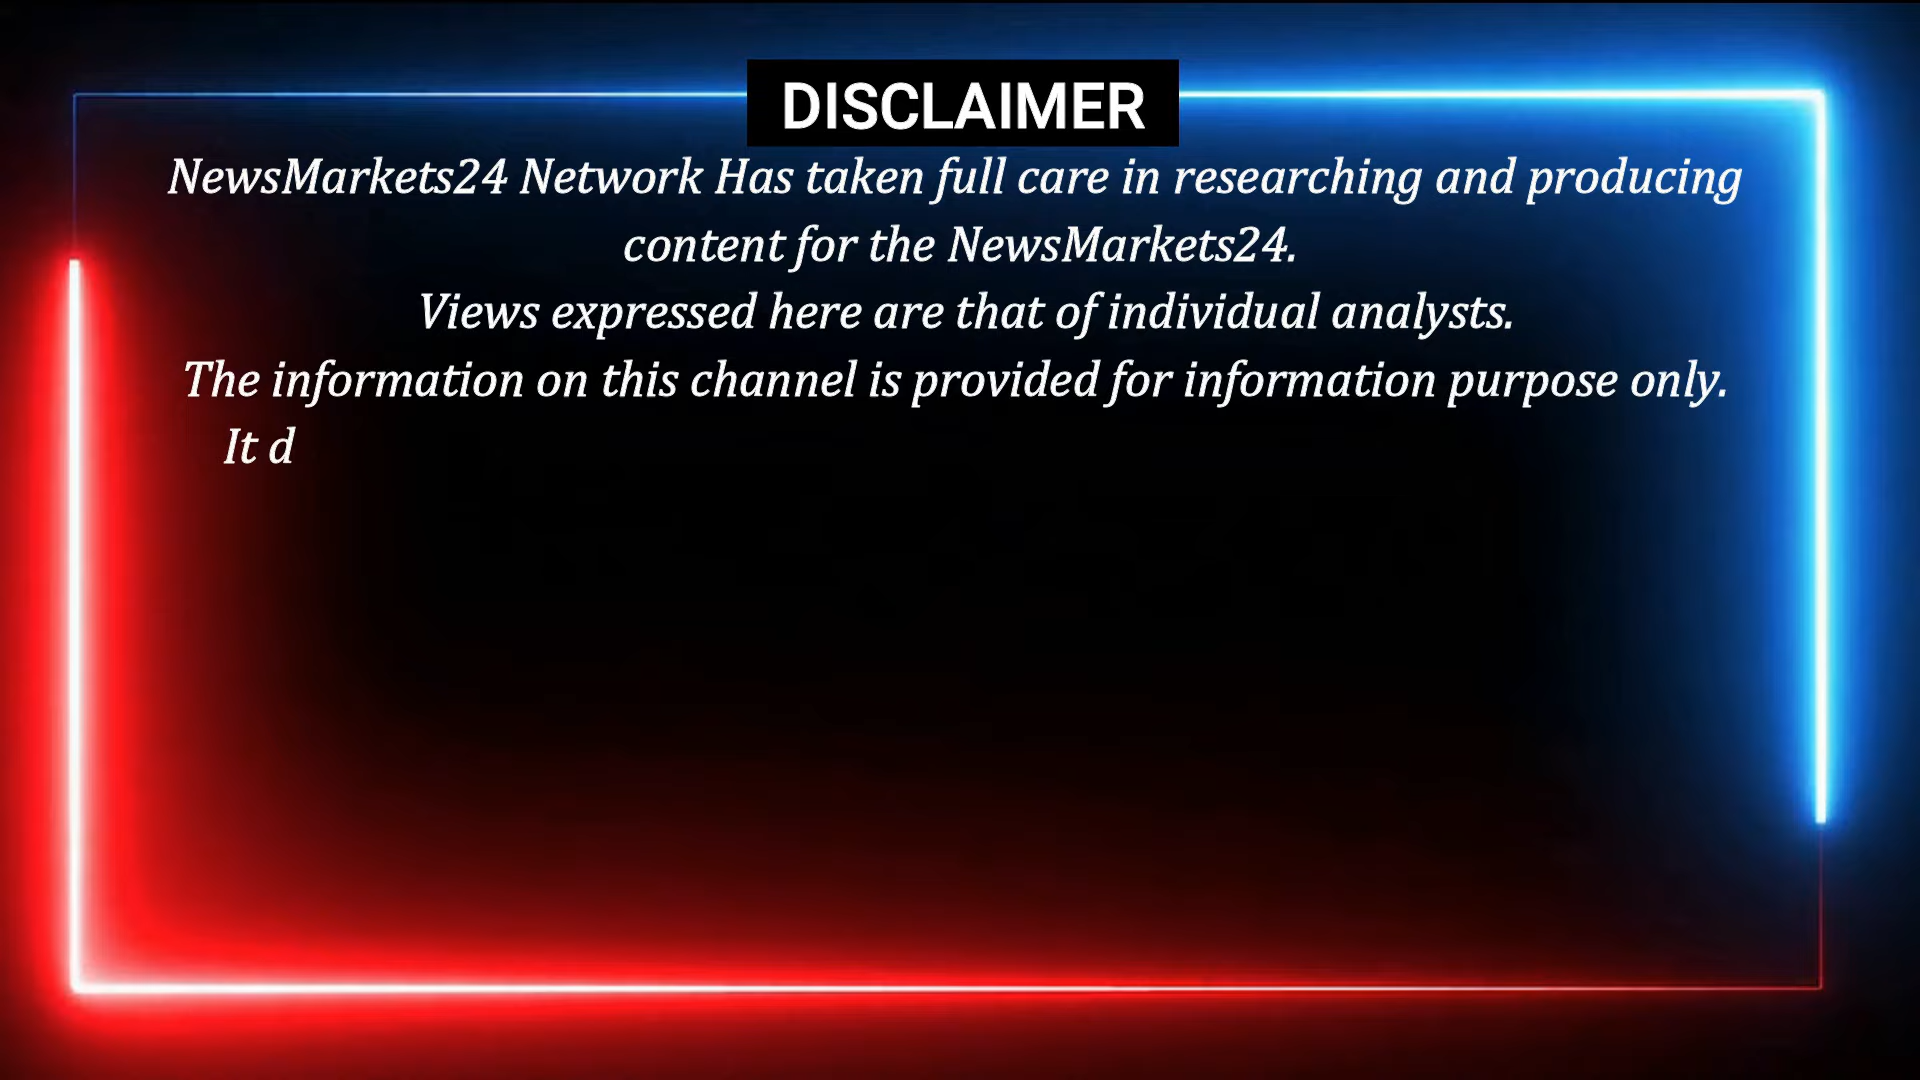 DISCLAIMER
NewsMarkets24 Network Has taken full care in researching and producing
content for the NewsMarkets24.
Views expressed here are that of individual analysts.
The information on this channel is provided for information purpose only.
It d